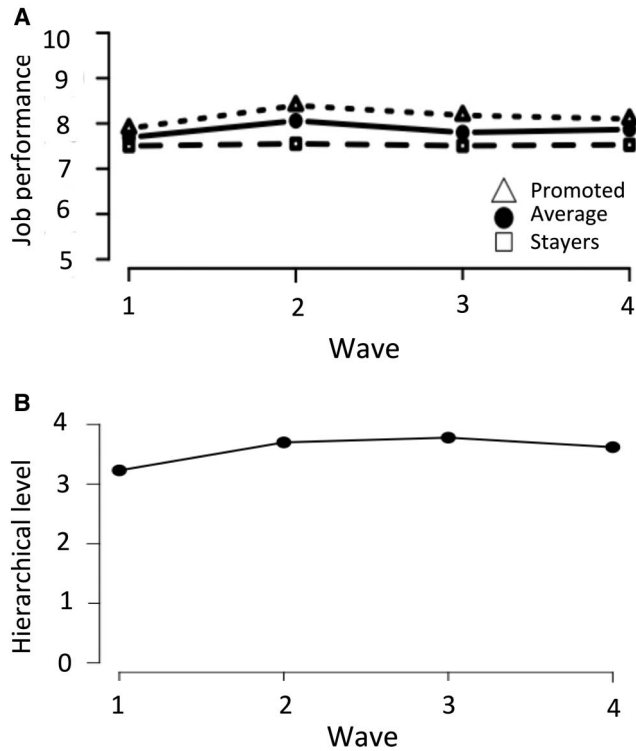 A
Job performance
10
9
8
7
6
5
Promoted
Average
Stayers
1 2 3 4
Wave
B
Hierarchical level
4
3
2
1
0
1 2 3 4
Wave